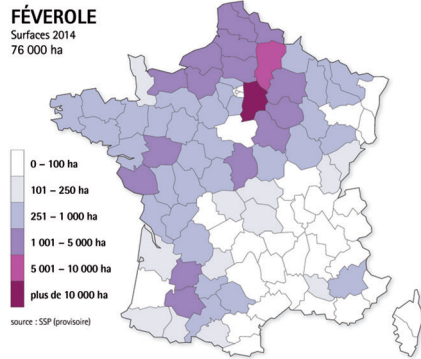 FÉVEROLE
Surfaces 2014
76 000 ha
0 – 100 ha
101 – 250 ha
251 – 1 000 ha
1 001 – 5 000 ha
5 001 – 10 000 ha
plus de 10 000 ha
source : SSP (provisoire)